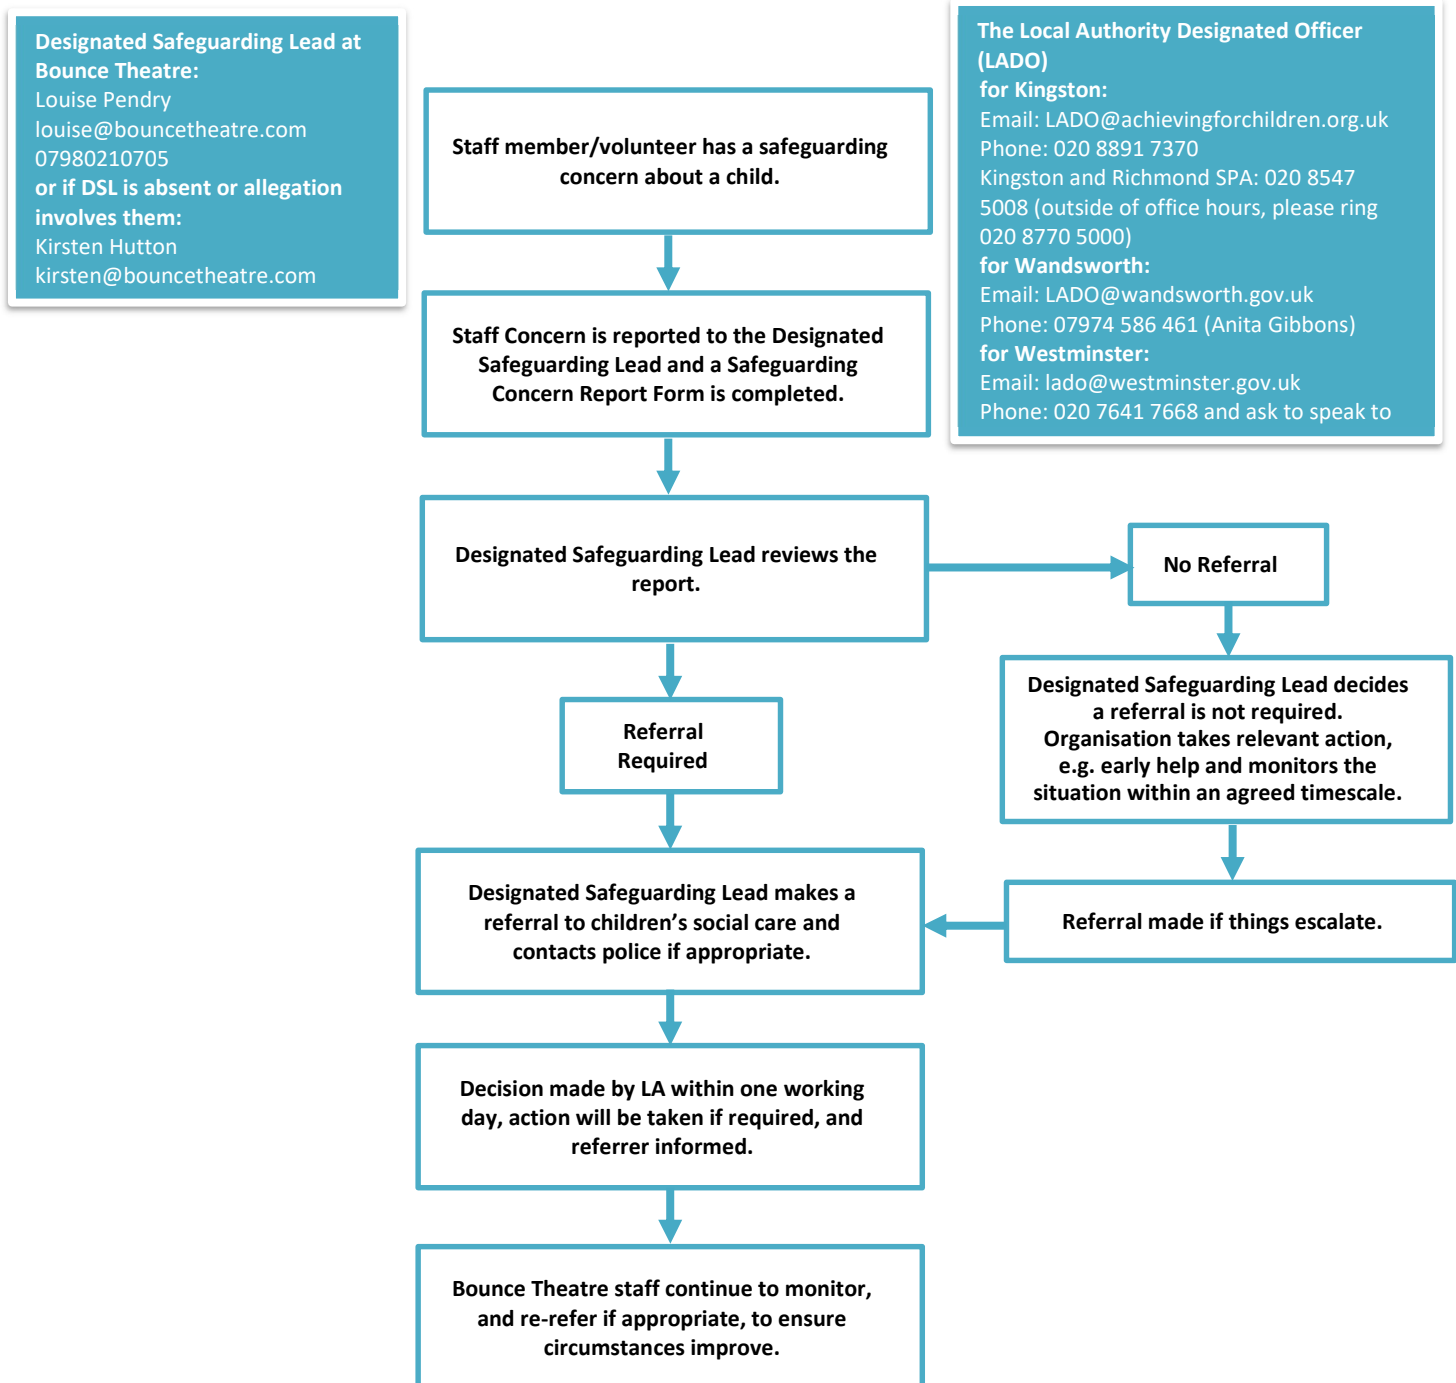 Designated Safeguarding Lead at
Bounce Theatre:
Louise Pendry
louise@bouncetheatre.com
07980210705
or if DSL is absent or allegation
involves them:
Kirsten Hutton
kirsten@bouncetheatre.com
The Local Authority Designated Officer
(LADO)
for Kingston:
Email: LADO@achievingforchildren.org.uk
Phone: 020 8891 7370
Kingston and Richmond SPA: 020 8547
5008 (outside of office hours, please ring
020 8770 5000)
for Wandsworth:
Email: LADO@wandsworth.gov.uk
Phone: 07974 586 461 (Anita Gibbons)
for Westminster:
Email: lado@westminster.gov.uk
Phone: 020 7641 7668 and ask to speak to
Staff member/volunteer has a safeguarding
concern about a child.
Staff Concern is reported to the Designated
Safeguarding Lead and a Safeguarding
Concern Report Form is completed.
Designated Safeguarding Lead reviews the
report.
No Referral
Designated Safeguarding Lead decides
a referral is not required.
Organisation takes relevant action,
e.g. early help and monitors the
situation within an agreed timescale.
Referral
Required
Designated Safeguarding Lead makes a
referral to children’s social care and
contacts police if appropriate.
Referral made if things escalate.
Decision made by LA within one working
day, action will be taken if required, and
referrer informed.
Bounce Theatre staff continue to monitor,
and re-refer if appropriate, to ensure
circumstances improve.